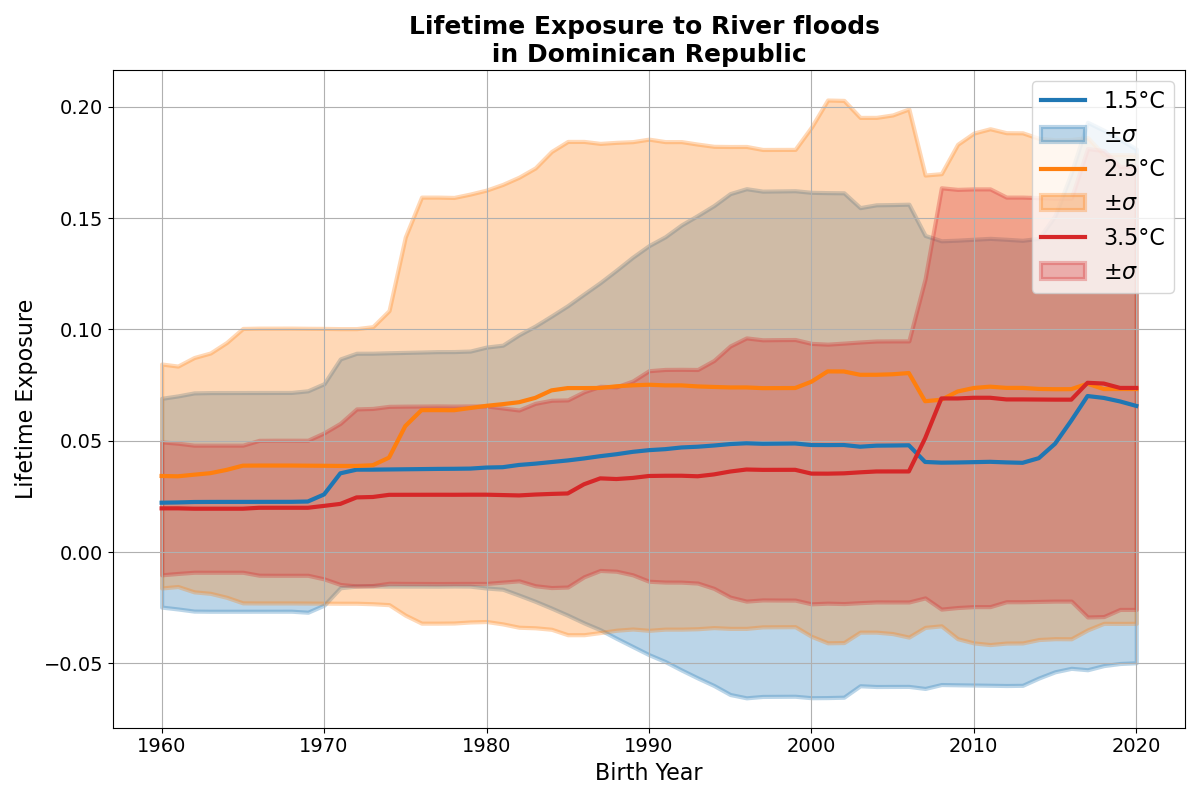 Lifetime Exposure to River floods
in Dominican Republic
Lifetime Exposure
0.20
0.15
0.10
0.05
0.00
−0.05
1.5°C
±σ
2.5°C
±σ
3.5°C
±σ
1960 1970 1980 1990 2000 2010 2020
Birth Year